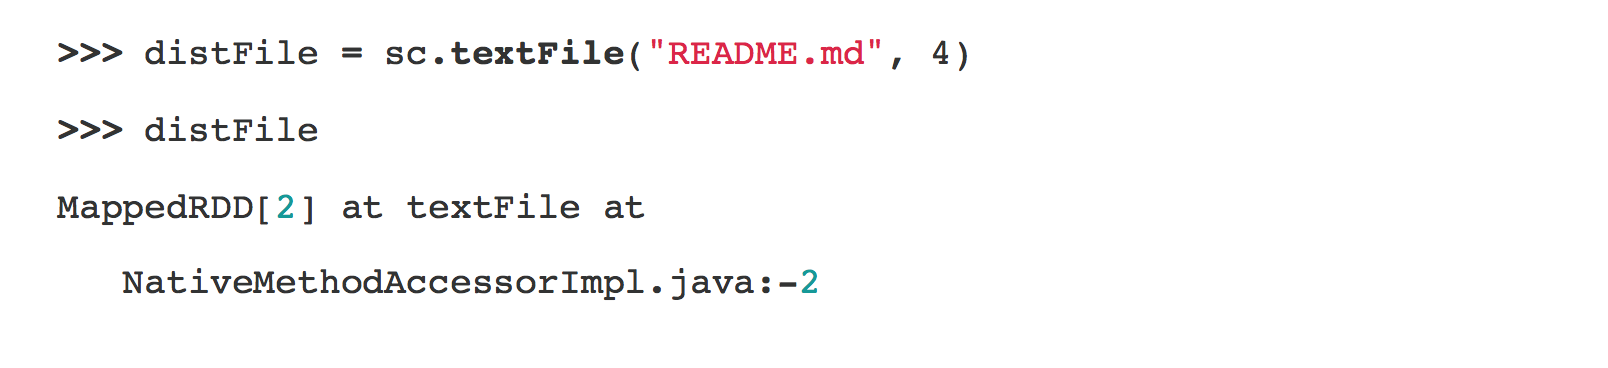 >>> distFile = sc.textFile("README.md", 4)
>>> distFile
MappedRDD[2] at textFile at
NativeMethodAccessorImpl.java:-2